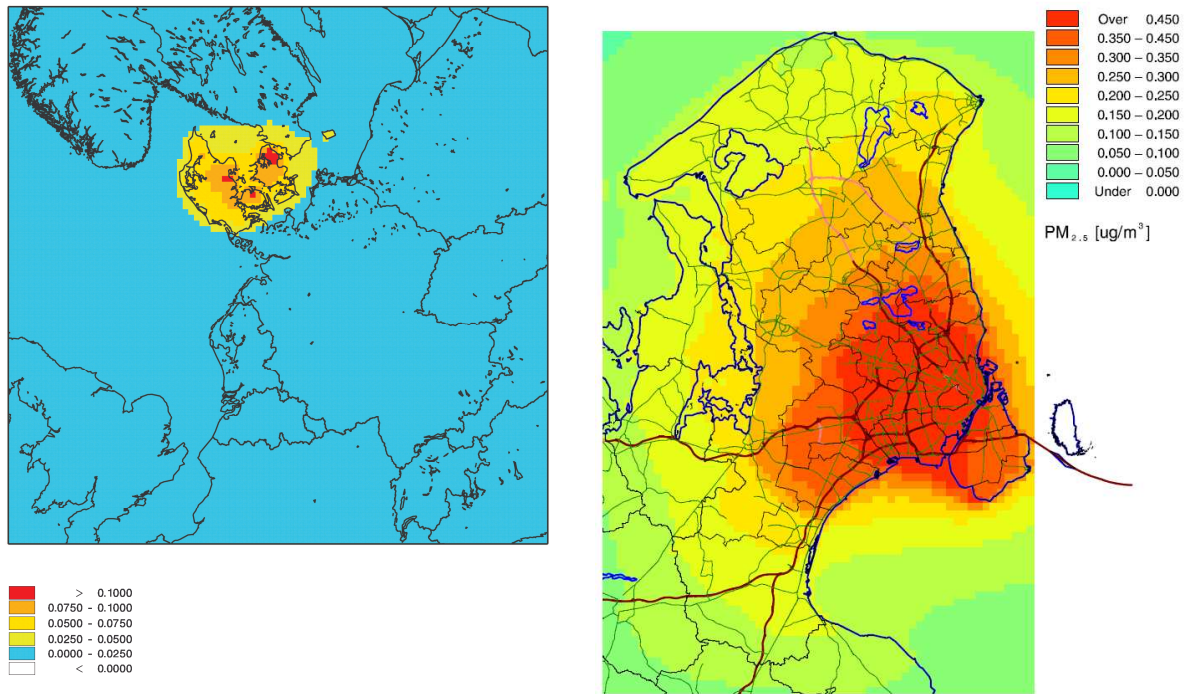 > 0.1000
0.0750 - 0.1000
0.0500 - 0.0750
0.0250 - 0.0500
0.0000 - 0.0250
< 0.0000
Over 0.450
0.350 – 0.450
0.300 – 0.350
0.250 – 0.300
0.200 – 0.250
0.150 – 0.200
0.100 – 0.150
0.050 – 0.100
0.000 – 0.050
Under 0.000
PM2.5 [ug/m³]